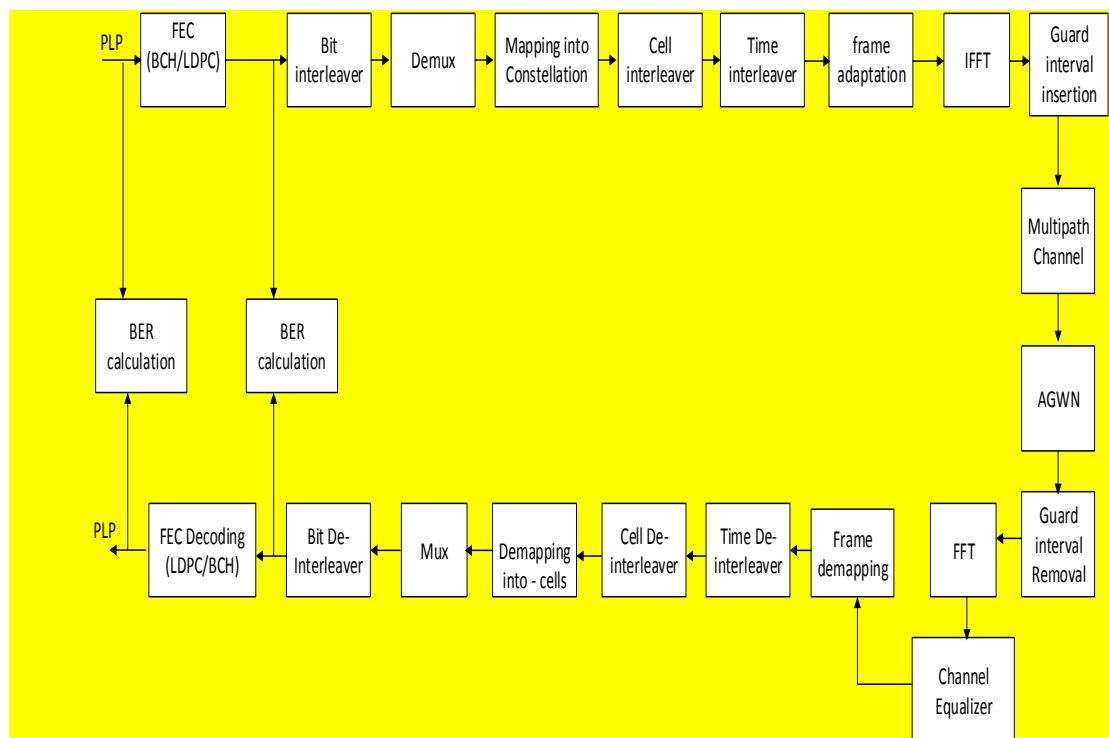 PLP
FEC
(BCH/LDPC)
Bit
interleaver
Demux
Mapping into
Constellation
Cell
interleaver
Time
interleaver
frame
adaptation
IFFT
Guard
interval
insertion
Multipath
Channel
AGWN
Guard
interval
Removal
FFT
Channel
Equalizer
Frame
demapping
Time De-
interleaver
Cell De-
interleaver
Demapping
into - cells
Mux
Bit De-
Interleaver
FEC Decoding
(LDPC/BCH)
PLP
BER
calculation
BER
calculation